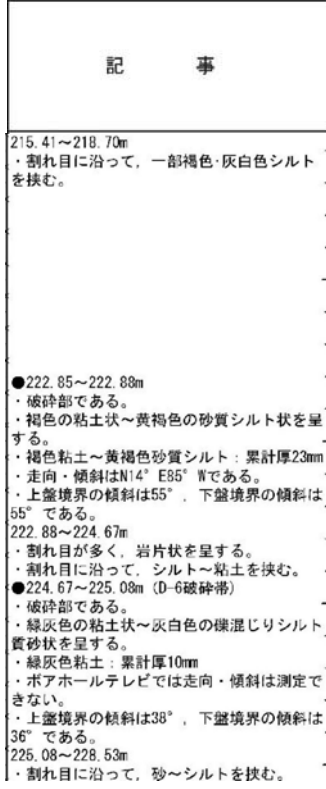 記 事
215.41～218.70m
・割れ目に沿って，一部褐色･灰白色シルト
を挟む。
●222.85～222.88m
・破砕部である。
・褐色の粘土状～黄褐色の砂質シルト状を呈
する。
・褐色粘土～黄褐色砂質シルト：累計厚23mm
・走向・傾斜はN14°E85°Wである。
・上盤境界の傾斜は55°，下盤境界の傾斜は
55°である。
222.88～224.67m
・割れ目が多く，岩片状を呈する。
・割れ目に沿って，シルト～粘土を挟む。
●224.67～225.08m（D-6破砕帯）
・破砕部である。
・緑灰色の粘土状～灰白色の礫混じりシルト
質砂状を呈する。
・緑灰色粘土：累計厚10mm
・ボアホールテレビでは走向・傾斜は測定で
きない。
・上盤境界の傾斜は38°，下盤境界の傾斜は
36°である。
225.08～228.53m
・割れ目に沿って，砂～シルトを挟む。